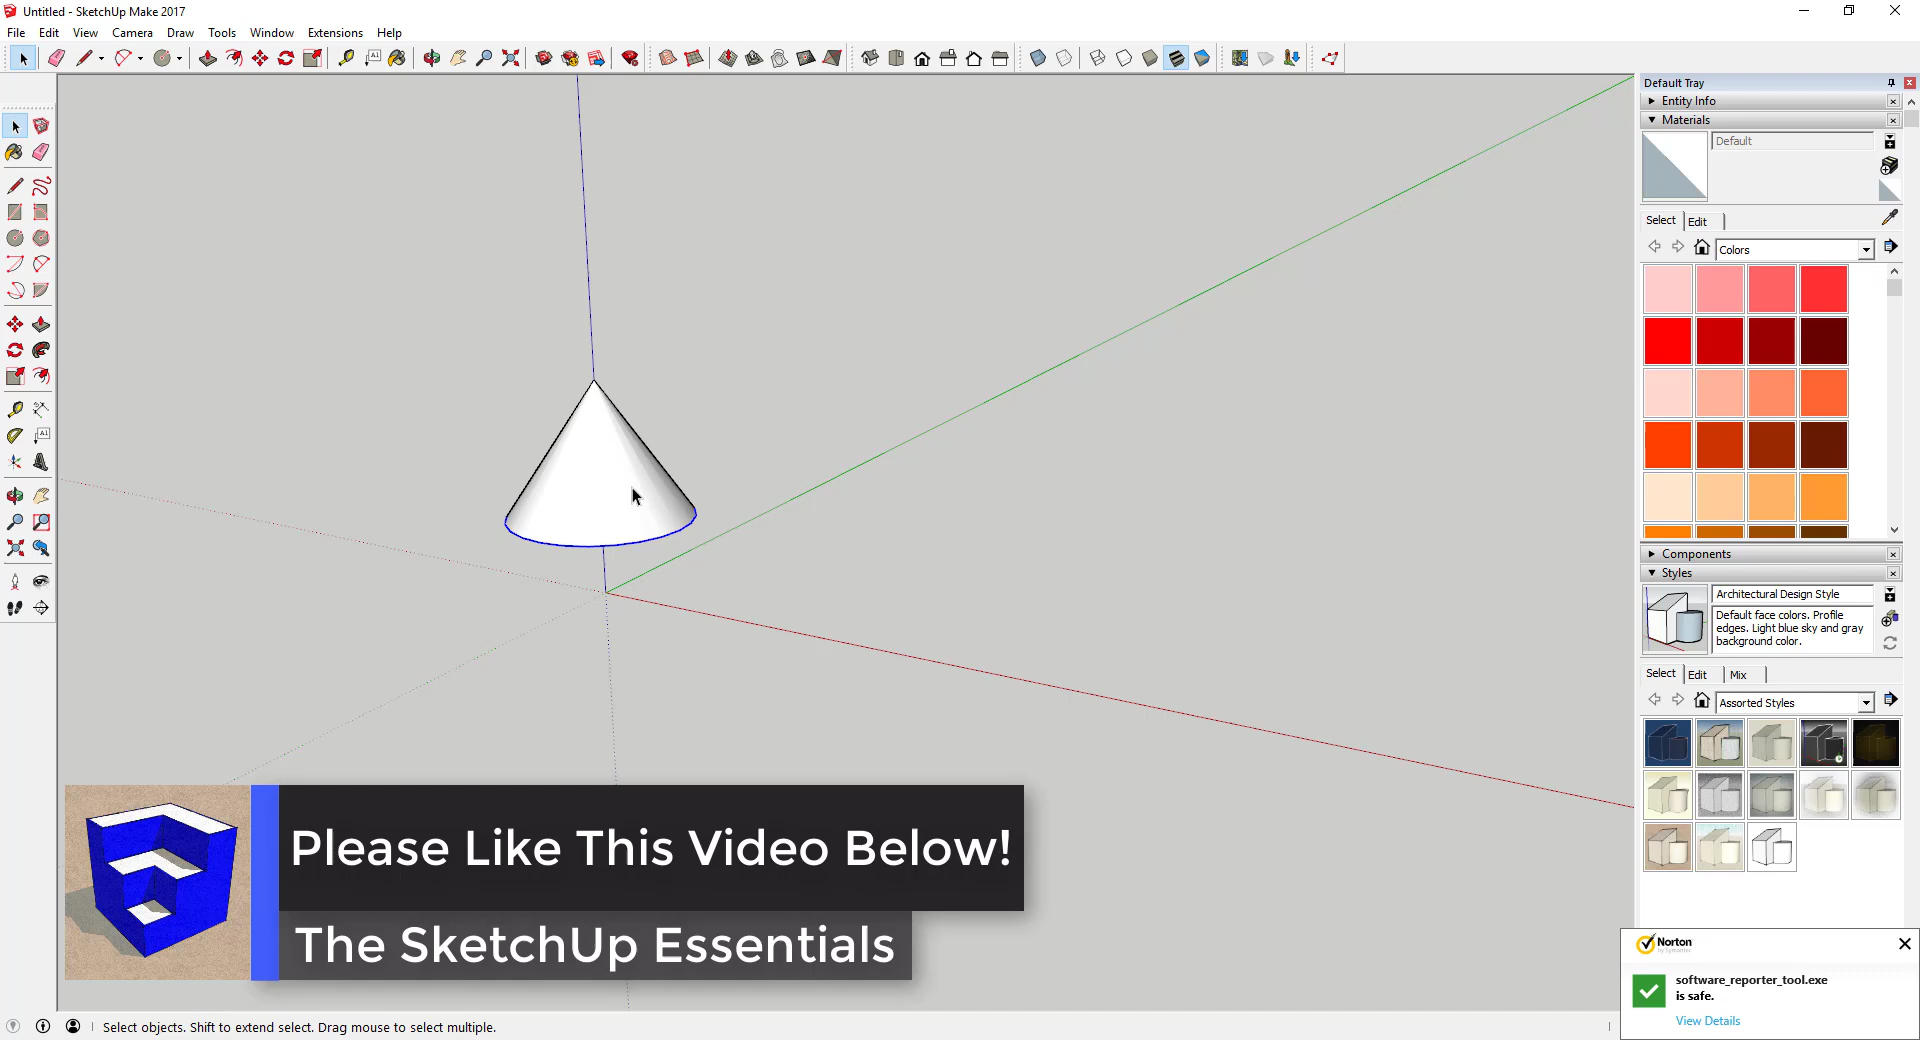 Untitled - SketchUp Make 2017
File Edit View Camera Draw Tools Window Extensions Help
Default Tray
Entity Info
Materials
Default
Select Edit
Colors
Components
Styles
Architectural Design Style
Default face colors. Profile
edges. Light blue sky and gray
background color.
Select Edit Mix
Assorted Styles
Please Like This Video Below!
The SketchUp Essentials
Norton
by Symantec
software_reporter_tool.exe
is safe.
View Details
Select objects. Shift to extend select. Drag mouse to select multiple.